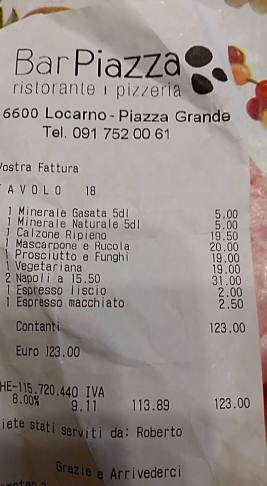 BarPiazza
ristorante i pizzeria
6600 Locarno - Piazza Grande
Tel. 091 752 00 61
Vostra Fattura
TAVOLO 18
1 Minerale Gasata 5dl 5.00
1 Minerale Naturale 5dl 5.00
1 Calzone Ripieno 19.50
1 Mascarpone e Rucola 20.00
1 Prosciutto e Funghi 19.00
1 Vegetariana 19.00
2 Napoli a 15.50 31.00
1 Espresso liscio 2.00
1 Espresso macchiato 2.50
Contanti 123.00
Euro 123.00
HE-115.720.440 IVA
8.00% 9.11 113.89 123.00
iete stati serviti da: Roberto
Grazie e Arrivederci